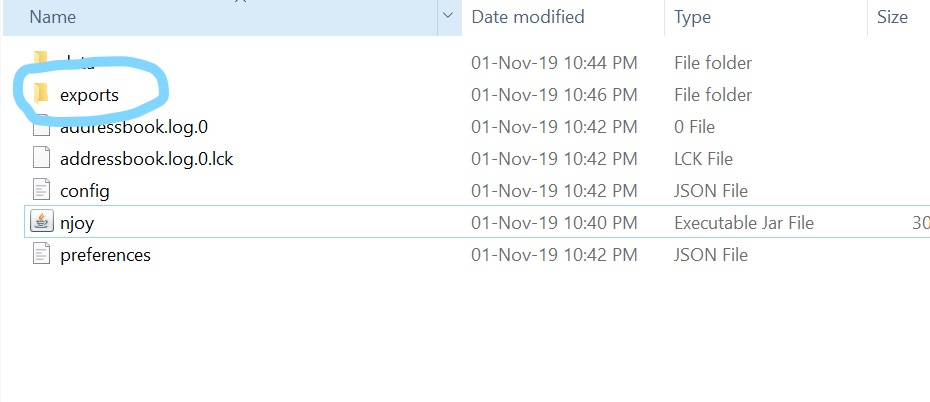 Name Date modified Type Size
data 01-Nov-19 10:44 PM File folder
exports 01-Nov-19 10:46 PM File folder
addressbook.log.0 01-Nov-19 10:42 PM 0 File
addressbook.log.0.lck 01-Nov-19 10:42 PM LCK File
config 01-Nov-19 10:42 PM JSON File
njoy 01-Nov-19 10:40 PM Executable Jar File 30
preferences 01-Nov-19 10:42 PM JSON File